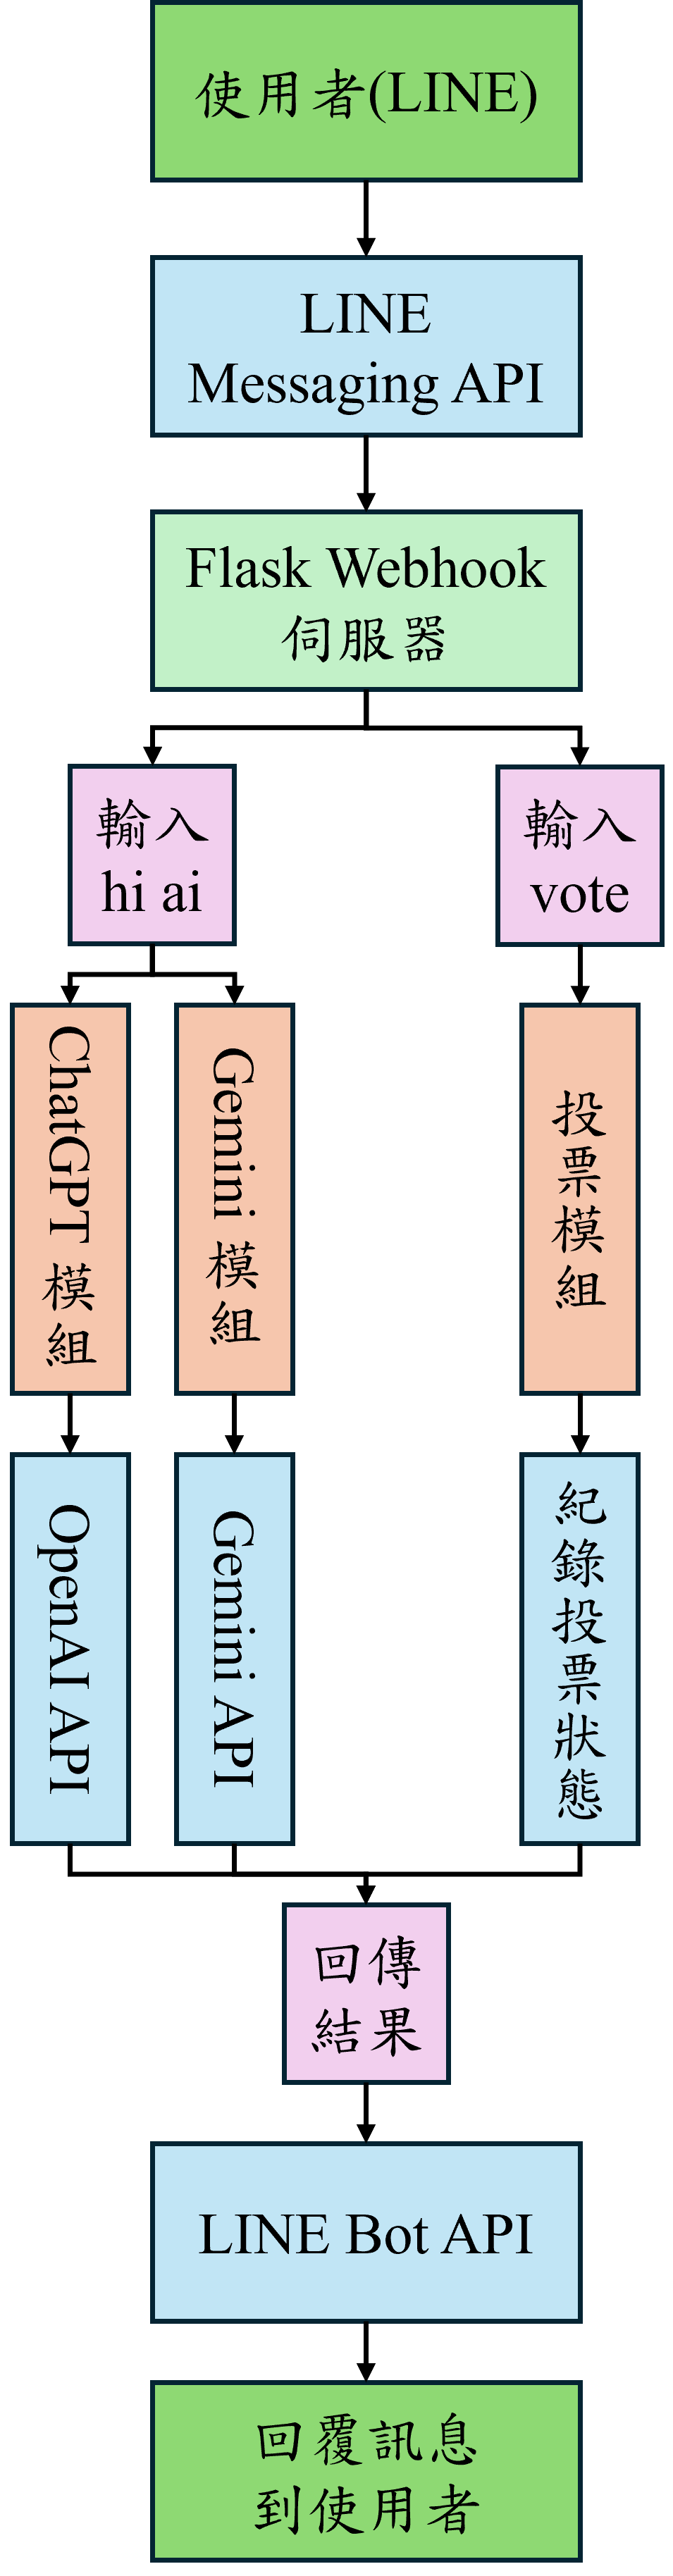 使用者(LINE)
LINE
Messaging API
Flask Webhook
伺服器
輸入
hi ai
輸入
vote
ChatGPT 模組
Gemini 模組
投票模組
OpenAI API
Gemini API
紀錄投票狀態
回傳
結果
LINE Bot API
回覆訊息
到使用者